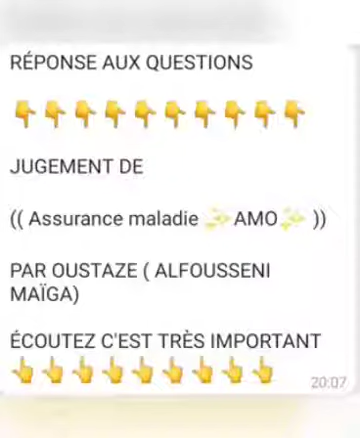 RÉPONSE AUX QUESTIONS
👇👇👇👇👇👇👇👇👇👇
JUGEMENT DE
(( Assurance maladie ✨AMO✨ ))
PAR OUSTAZE ( ALFOUSSENI
MAÏGA)
ÉCOUTEZ C'EST TRÈS IMPORTANT
👆👆👆👆👆👆👆👆👆
20:07